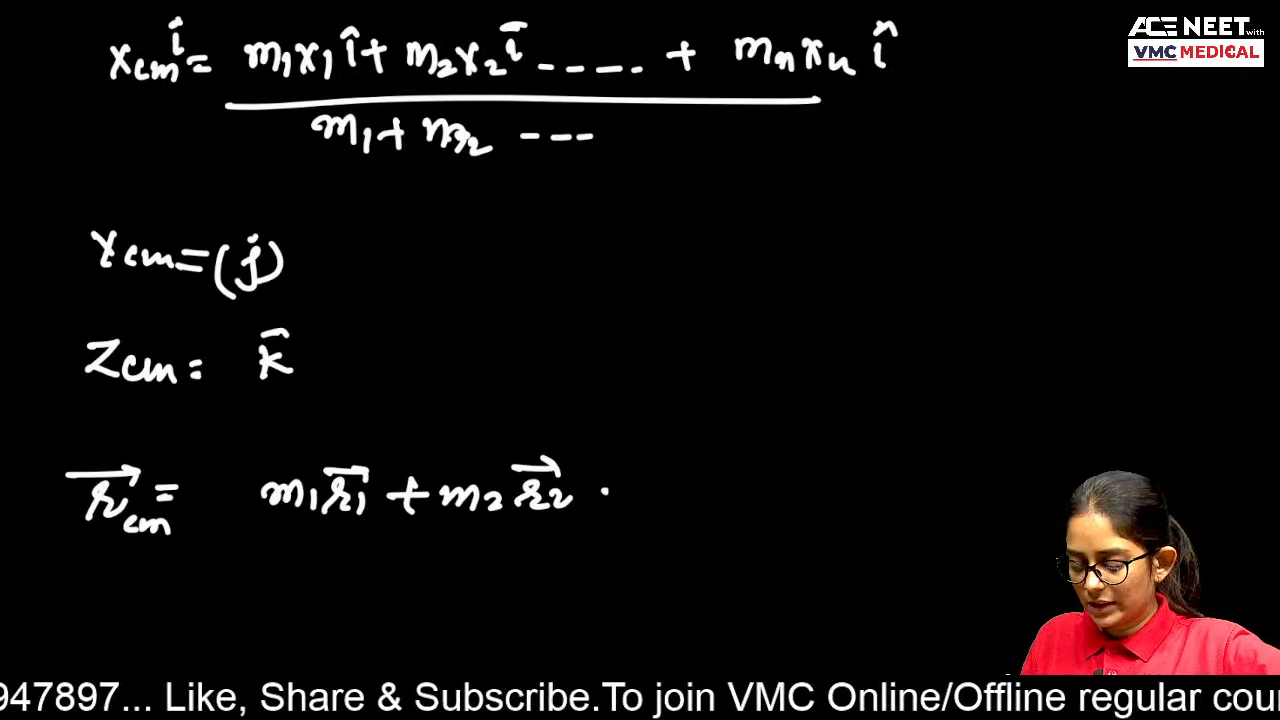 ACE NEET with
VMC MEDICAL
xcm î = m1x1 î + m2x2 î ----- + mnxn î
m1 + m2 ---
Ycm = (ĵ)
Zcm = k̂
r⃗cm = m1r⃗1 + m2r⃗2 .
947897... Like, Share & Subscribe.To join VMC Online/Offline regular cour